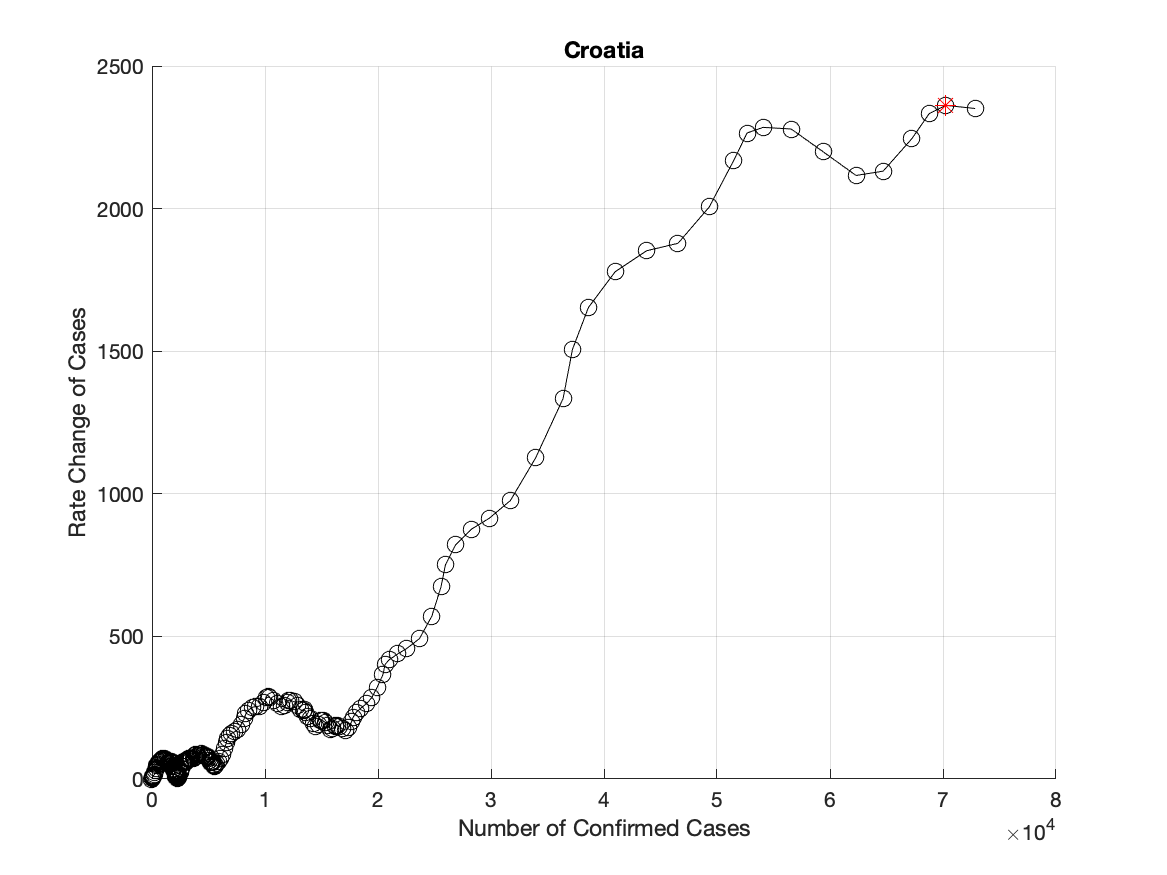 Croatia
2500
2000
1500
1000
500
0
Rate Change of Cases
0 1 2 3 4 5 6 7 8
×10⁴
Number of Confirmed Cases